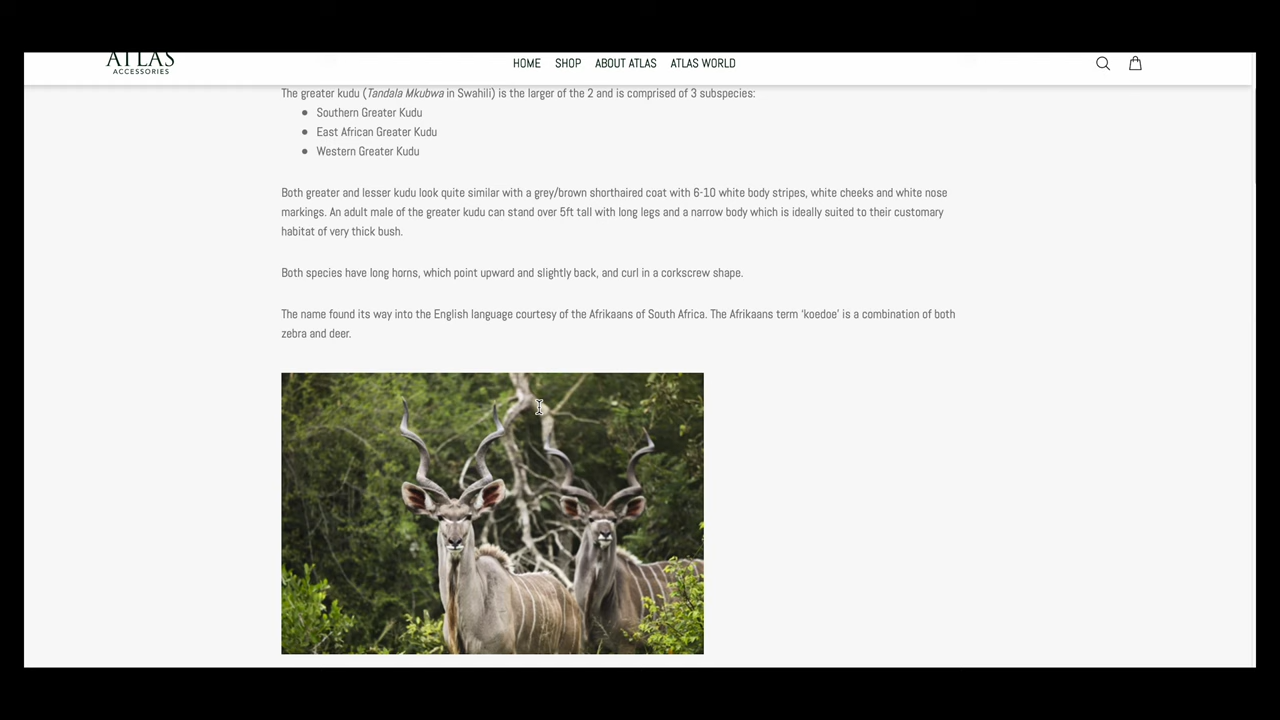 ATLAS
ACCESSORIES
HOME SHOP ABOUT ATLAS ATLAS WORLD
The greater kudu (Tandala Mkubwa in Swahili) is the larger of the 2 and is comprised of 3 subspecies:
● Southern Greater Kudu
● East African Greater Kudu
● Western Greater Kudu
Both greater and lesser kudu look quite similar with a grey/brown shorthaired coat with 6-10 white body stripes, white cheeks and white nose
markings. An adult male of the greater kudu can stand over 5ft tall with long legs and a narrow body which is ideally suited to their customary
habitat of very thick bush.
Both species have long horns, which point upward and slightly back, and curl in a corkscrew shape.
The name found its way into the English language courtesy of the Afrikaans of South Africa. The Afrikaans term ‘koedoe’ is a combination of both
zebra and deer.